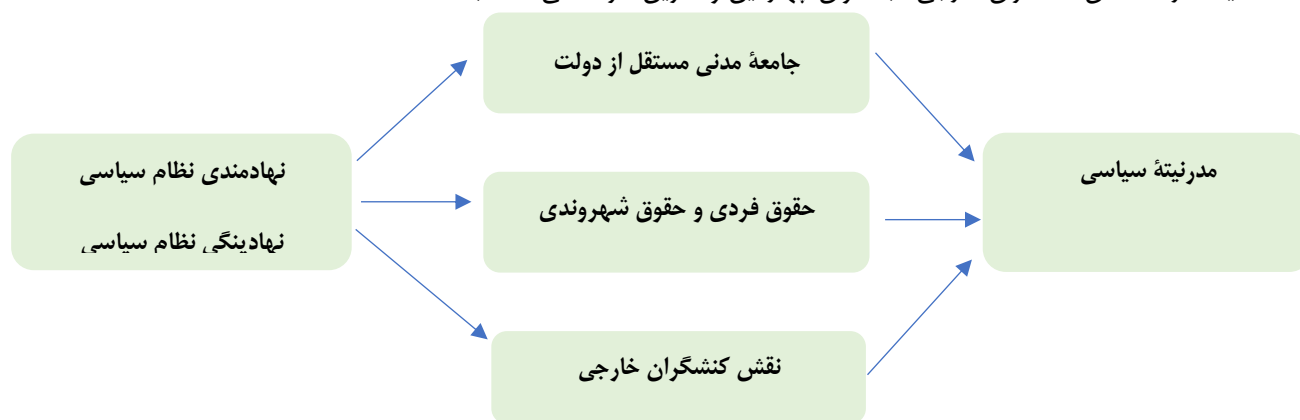 جامعۀ مدنی مستقل از دولت
مدرنیتۀ سیاسی
نهادمندی نظام سیاسی
حقوق فردی و حقوق شهروندی
نهادینگی نظام سیاسی
نقش کنشگران خارجی